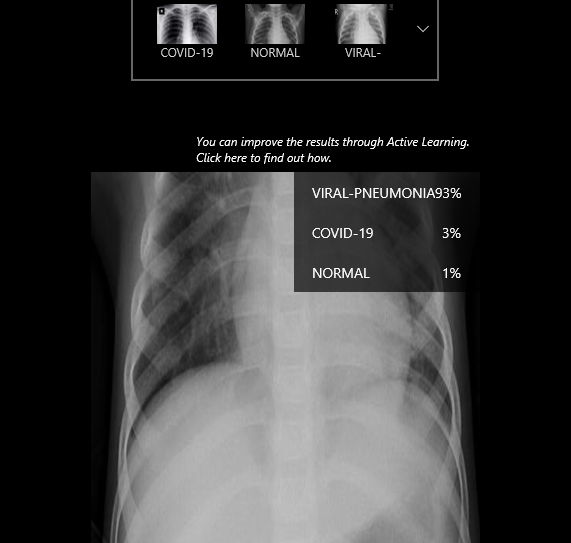 COVID-19 NORMAL VIRAL-
You can improve the results through Active Learning.
Click here to find out how.
VIRAL-PNEUMONIA93%
COVID-19 3%
NORMAL 1%